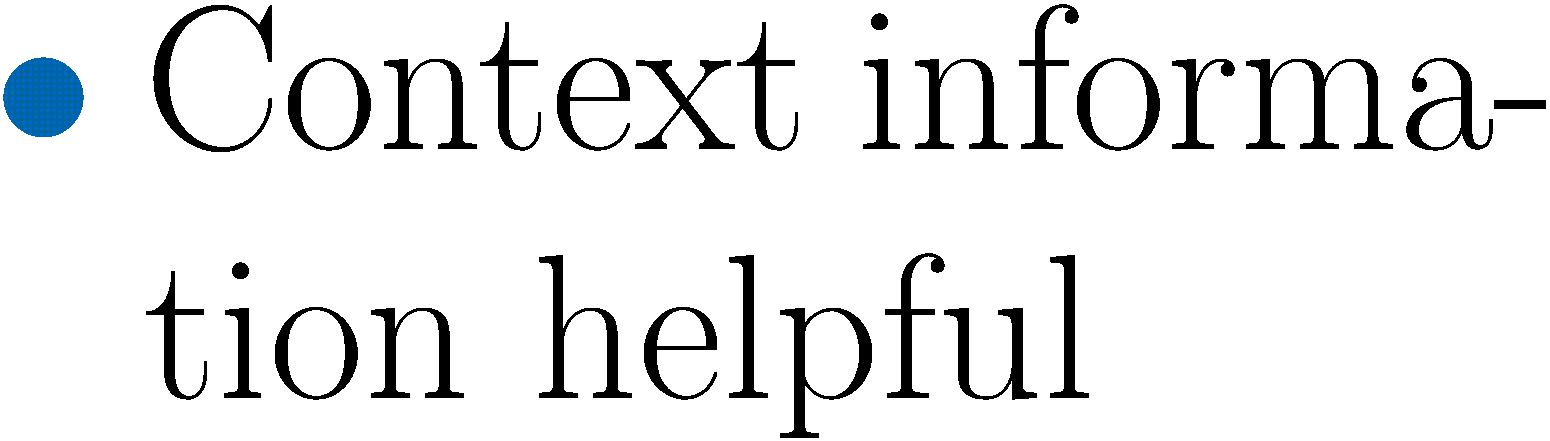 • Context informa-
tion helpful